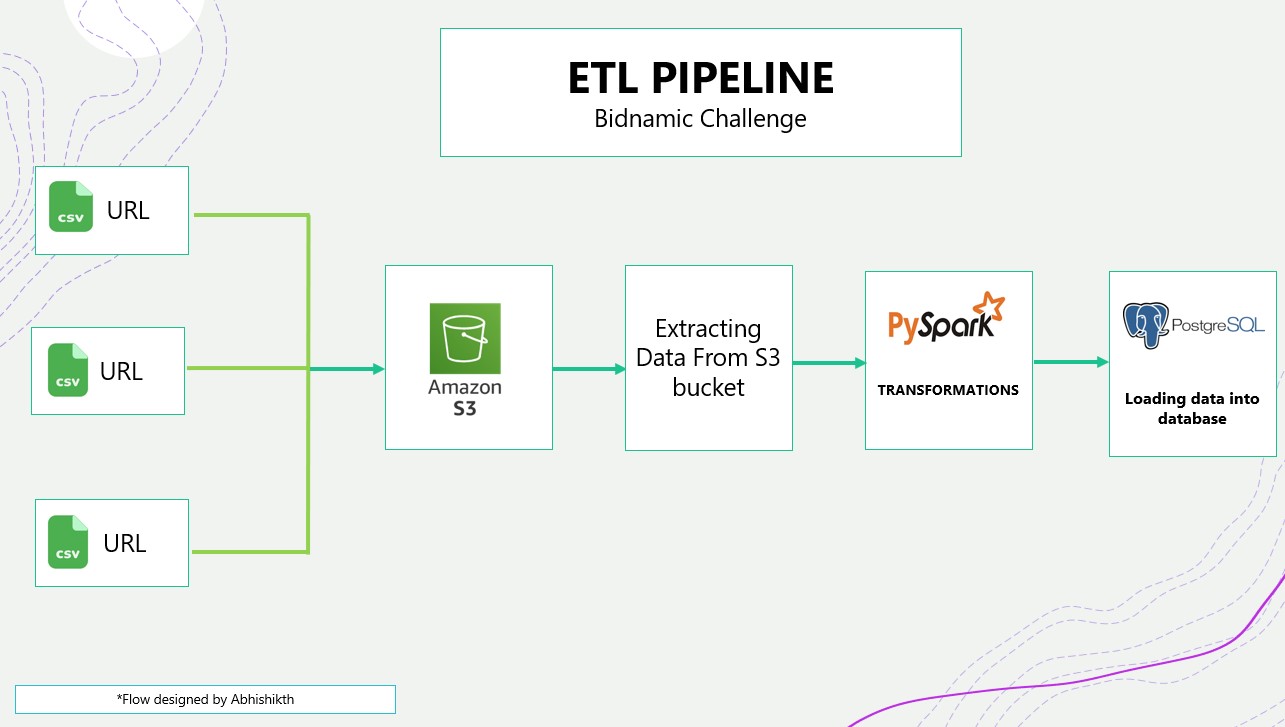 ETL PIPELINE
Bidnamic Challenge
csv URL
csv URL
csv URL
Amazon
S3
Extracting
Data From S3
bucket
PySpark
TRANSFORMATIONS
PostgreSQL
Loading data into
database
*Flow designed by Abhishikth